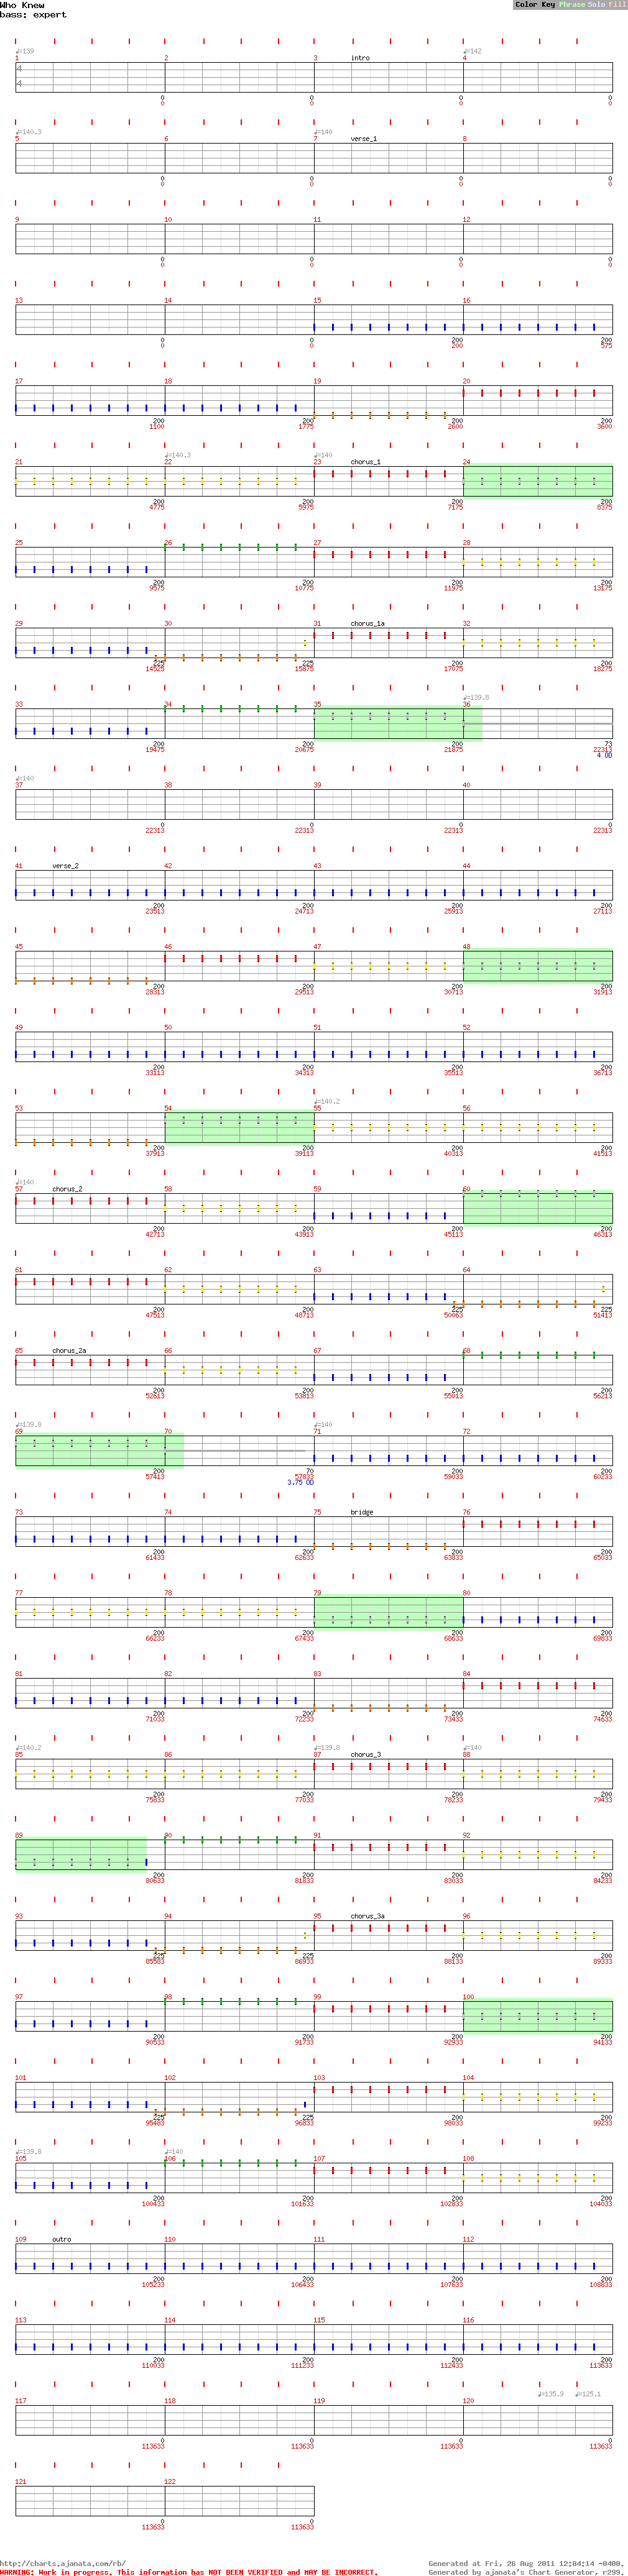 Who Knew
Color Key Phrase Solo Fill
bass: expert
♩=139 ♩=142
1 2 3 intro 4
4
4
0 0 0 0
0 0 0 0
♩=140.3 ♩=140
5 6 7 verse_1 8
0 0 0 0
0 0 0 0
9 10 11 12
0 0 0 0
0 0 0 0
13 14 15 16
0 0 200 200
0 0 200 575
17 18 19 20
200 200 200 200
1100 1775 2600 3600
♩=140.3 ♩=140
21 22 23 chorus_1 24
200 200 200 200
4775 5975 7175 8375
25 26 27 28
200 200 200 200
9575 10775 11975 13175
29 30 31 chorus_1a 32
225 225 200 200
14525 15875 17075 18275
♩=139.8
33 34 35 36
200 200 200 73
19475 20675 21875 22313
4 OD
♩=140
37 38 39 40
0 0 0
22313 22313 22313 22313
41 verse_2 42 43 44
200 200 200 200
23513 24713 25913 27113
45 46 47 48
200 200 200 200
28313 29513 30713 31913
49 50 51 52
200 200 200 200
33113 34313 35513 36713
♩=140.2
53 54 55 56
200 200 200 200
37913 39113 40313 41513
♩=140
57 chorus_2 58 59 60
200 200 200 200
42713 43913 45113 46313
61 62 63 64
200 200 225 225
47513 48713 50063 51413
65 chorus_2a 66 67 68
200 200 200 200
52613 53813 55013 56213
♩=139.8 ♩=140
69 70 71 72
200 70 200 200
57413 57833 59033 60233
3.75 OD
73 74 75 bridge 76
200 200 200 200
61433 62633 63833 65033
77 78 79 80
200 200 200 200
66233 67433 68633 69833
81 82 83 84
200 200 200 200
71033 72233 73433 74633
♩=140.2 ♩=139.8 ♩=140
85 86 87 chorus_3 88
200 200 200 200
75833 77033 78233 79433
89 90 91 92
200 200 200 200
80633 81833 83033 84233
93 94 95 chorus_3a 96
225 225 200 200
85583 86933 88133 89333
97 98 99 100
200 200 200 200
90533 91733 92933 94133
101 102 103 104
225 225 200 200
95483 96833 98033 99233
♩=139.8 ♩=140
105 106 107 108
200 200 200 200
100433 101633 102833 104033
109 outro 110 111 112
200 200 200 200
105233 106433 107633 108833
113 114 115 116
200 200 200 200
110033 111233 112433 113633
♩=135.9 ♩=125.1
117 118 119 120
0 0 0 0
113633 113633 113633 113633
121 122
0 0
113633 113633
http://charts.ajanata.com/rb/ Generated at Fri, 26 Aug 2011 12:04:14 -0400.
WARNING: Work in progress. This information has NOT BEEN VERIFIED and MAY BE INCORRECT. Generated by ajanata's Chart Generator, r299.